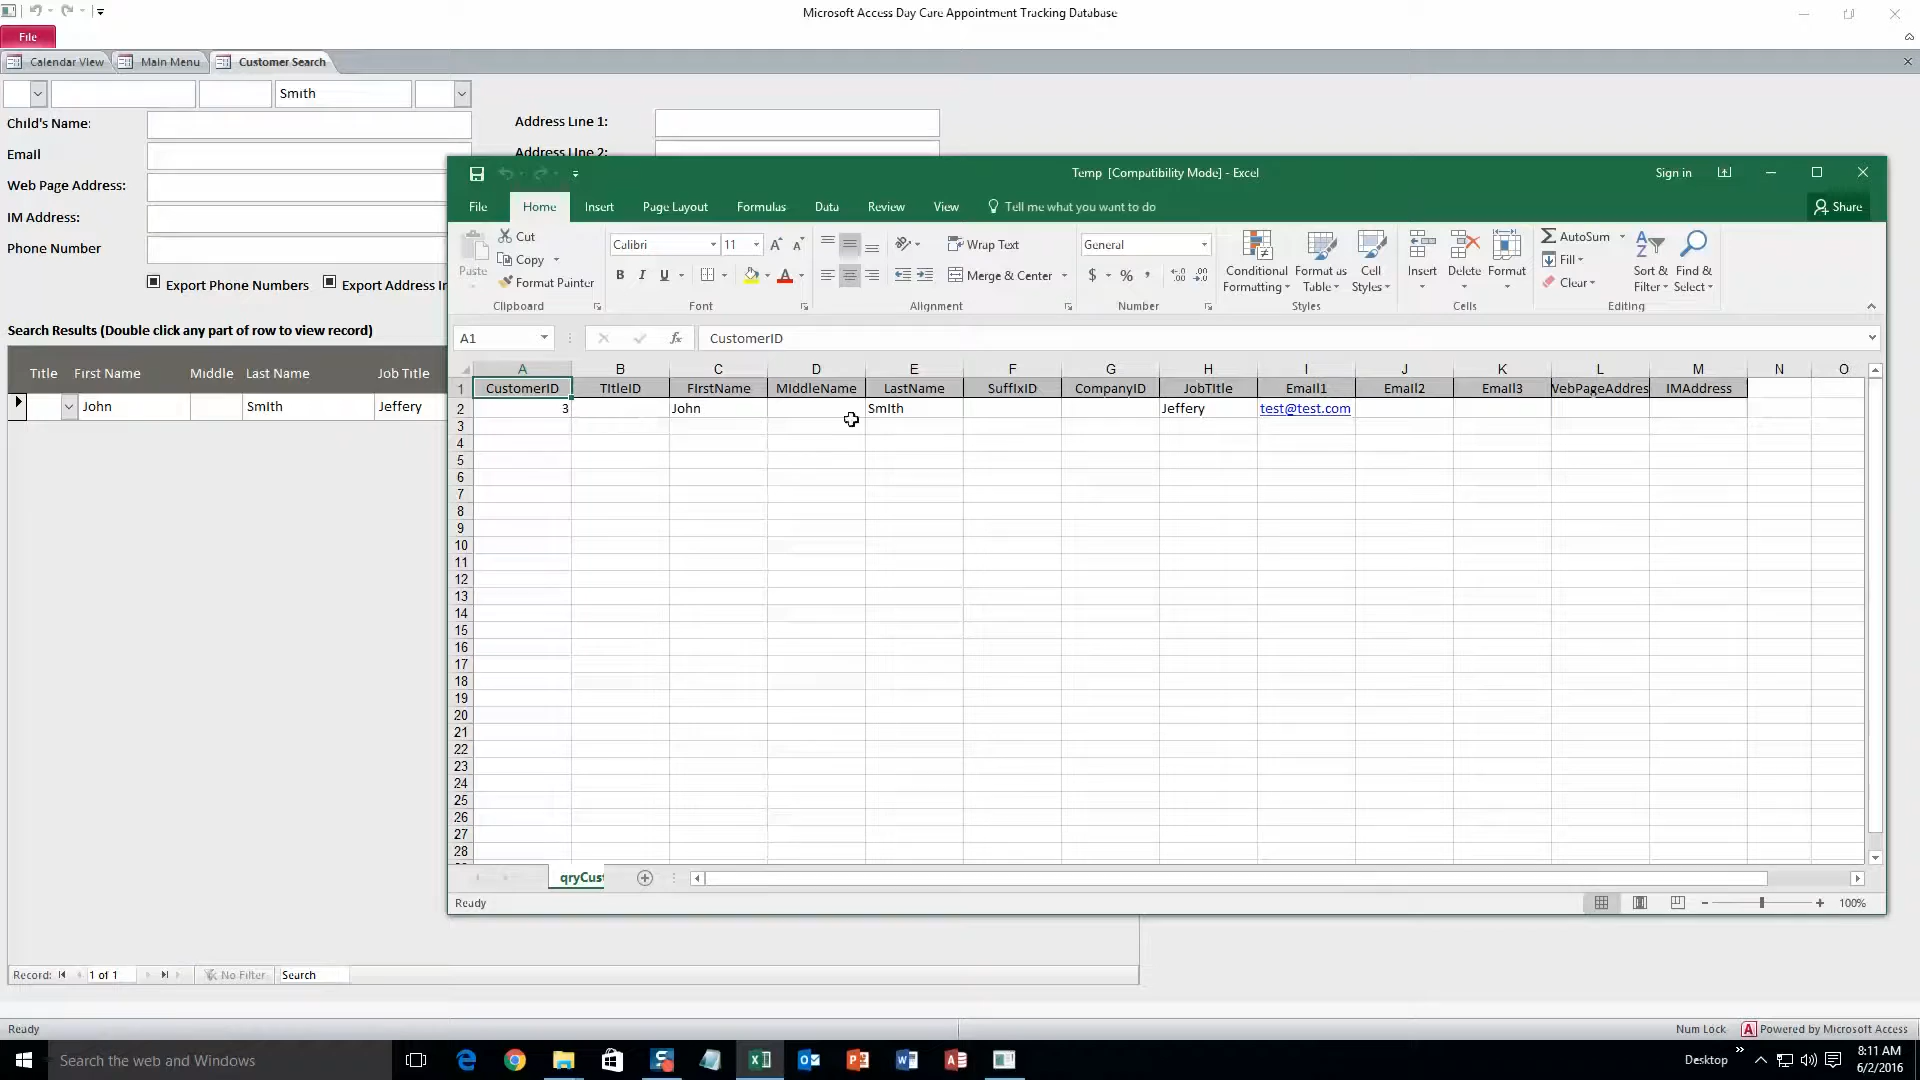 Microsoft Access Day Care Appointment Tracking Database
File
Calendar View Main Menu Customer Search
Smith
Child's Name:
Address Line 1:
Email
Address Line 2:
Web Page Address:
IM Address:
Phone Number
Export Phone Numbers Export Address In
Search Results (Double click any part of row to view record)
Title First Name Middle Last Name Job Title
John Smith Jeffery
Record: 1 of 1 No Filter Search
Ready
Num Lock Powered by Microsoft Access
Temp [Compatibility Mode] - Excel
Sign in
File Home Insert Page Layout Formulas Data Review View Tell me what you want to do Share
Paste
Cut
Copy
Format Painter
Clipboard
Calibri 11
B I U
Font
Wrap Text
Merge & Center
Alignment
General
$ % ,
Number
Conditional Formatting
Format as Table
Cell Styles
Styles
Insert Delete Format
Cells
AutoSum
Fill
Clear
Sort & Filter
Find & Select
Editing
A1 fx CustomerID
A B C D E F G H I J K L M N O
1 CustomerID TitleID FirstName MiddleName LastName SuffixID CompanyID JobTitle Email1 Email2 Email3 WebPageAddres IMAddress
2 3 John Smith Jeffery test@test.com
3
4
5
6
7
8
9
10
11
12
13
14
15
16
17
18
19
20
21
22
23
24
25
26
27
28
qryCust
Ready
100%
Search the web and Windows
Desktop
8:11 AM
6/2/2016